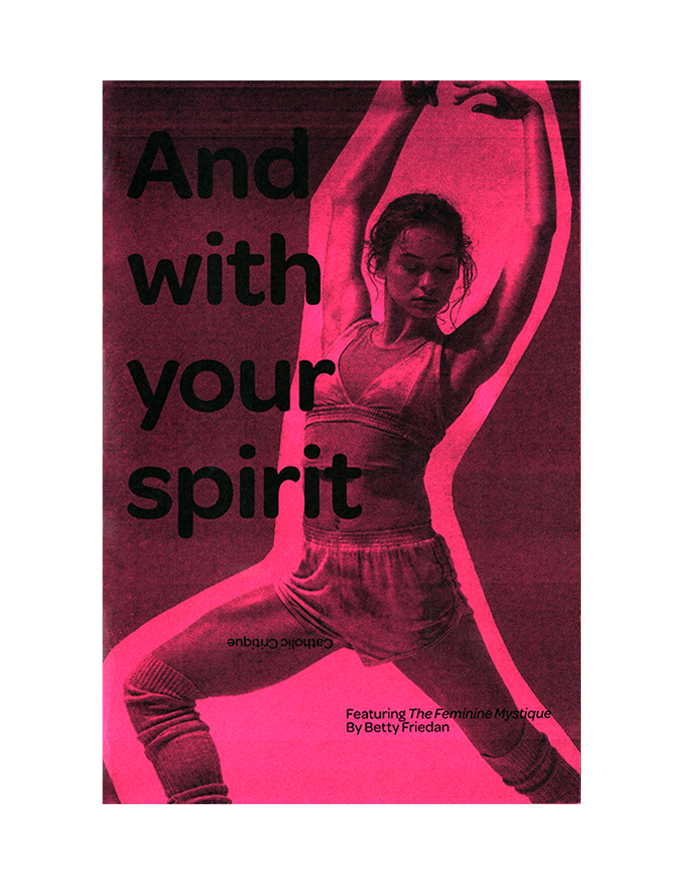 And
with
your
spirit
Catholic Critique
Featuring The Feminine Mystique
By Betty Friedan